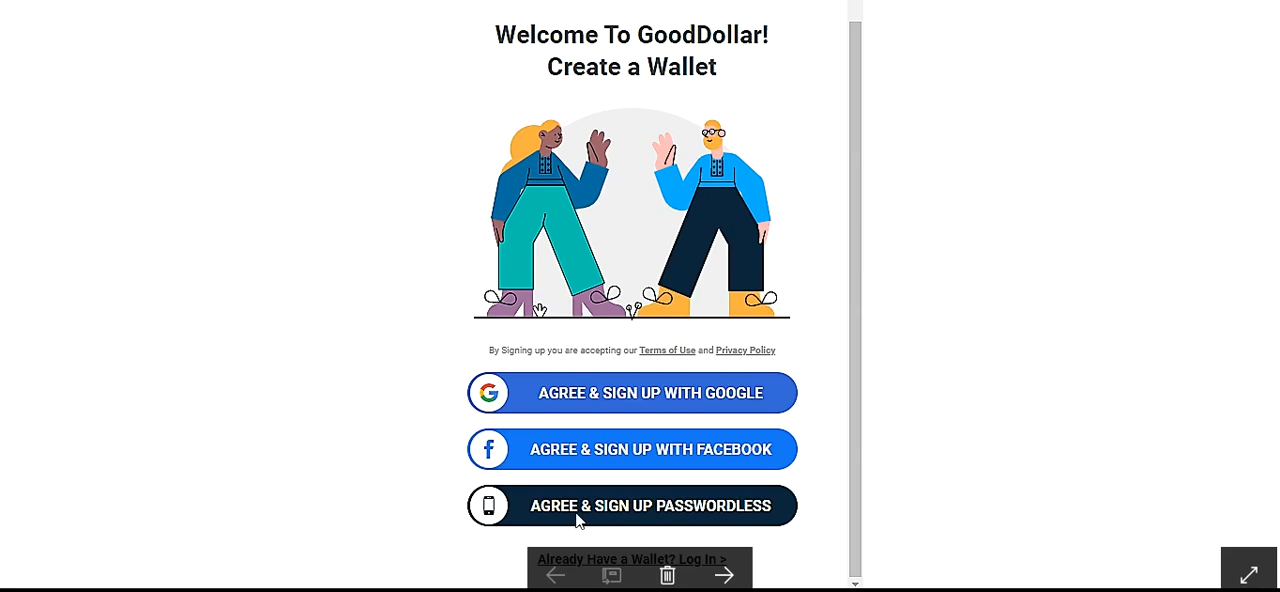 Welcome To GoodDollar!
Create a Wallet
By Signing up you are accepting our Terms of Use and Privacy Policy
AGREE & SIGN UP WITH GOOGLE
AGREE & SIGN UP WITH FACEBOOK
AGREE & SIGN UP PASSWORDLESS
Already Have a Wallet? Log In >